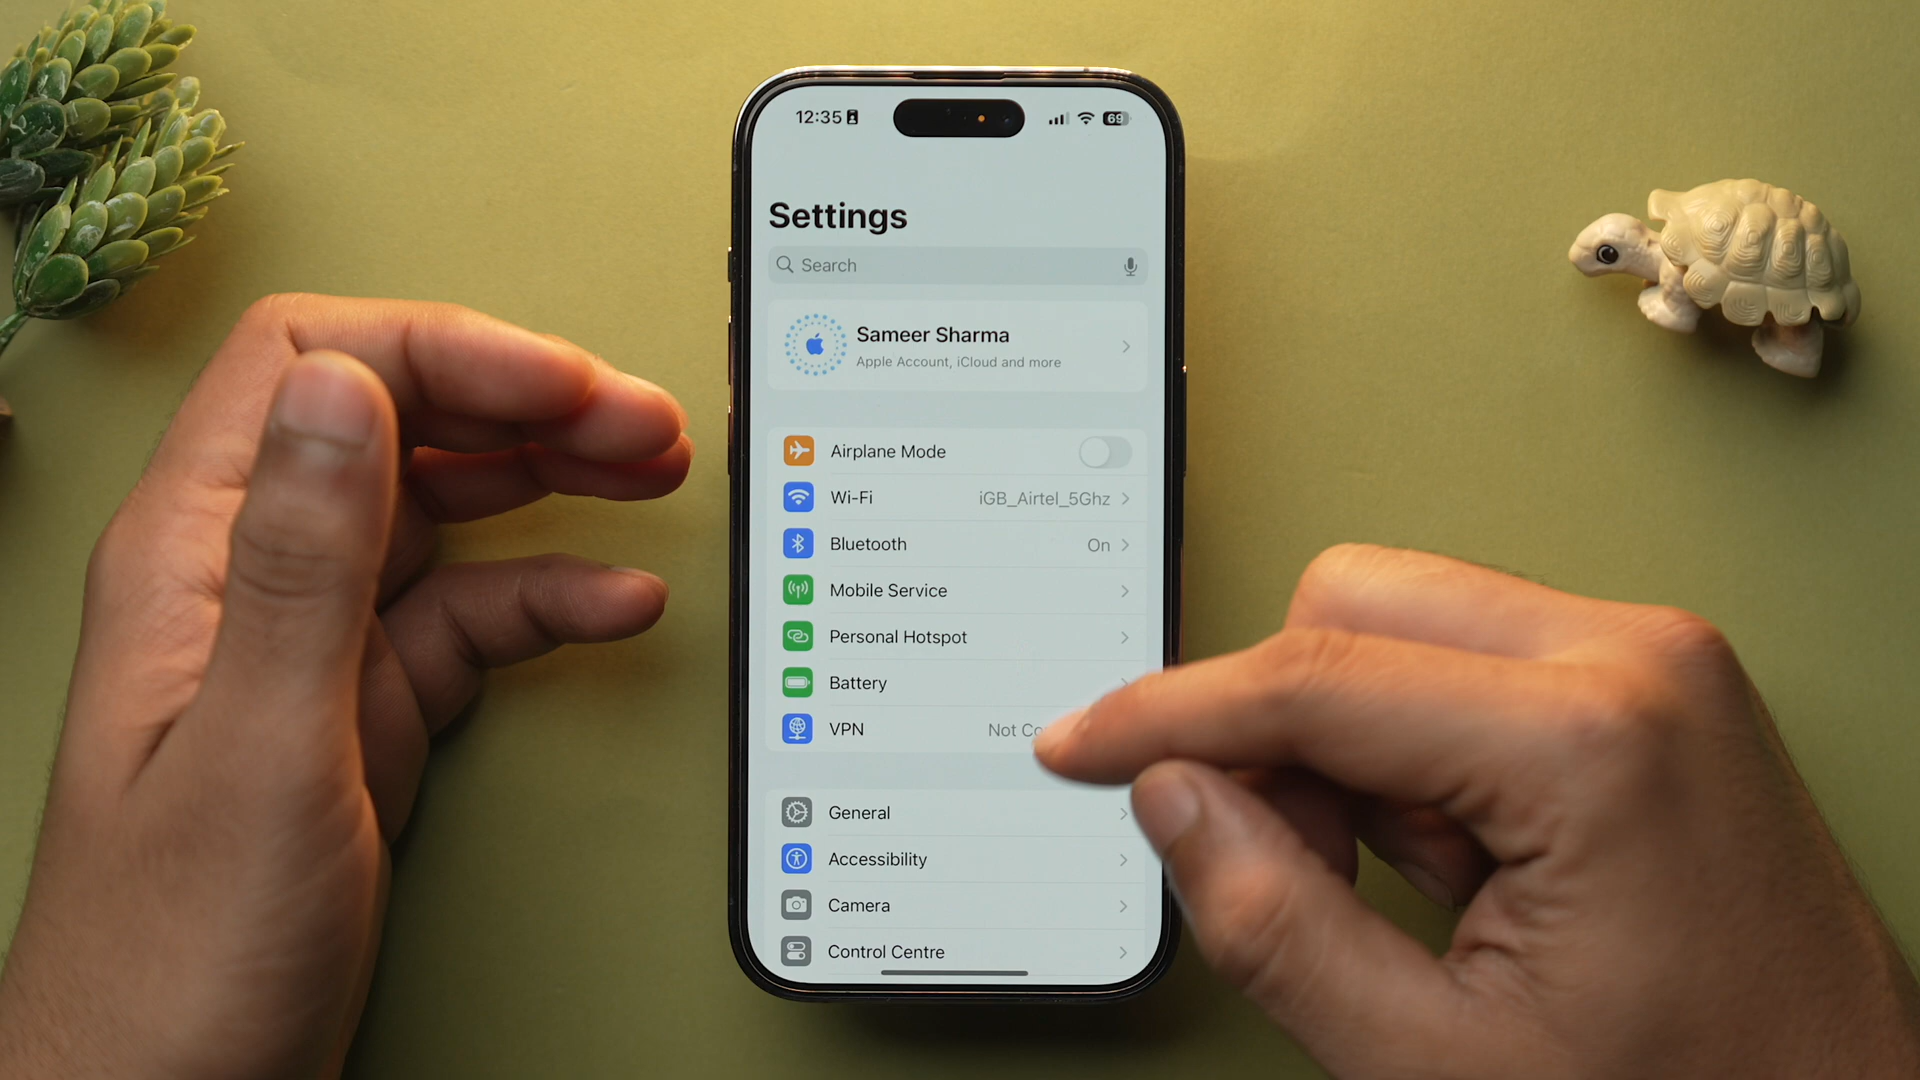 12:35
69
Settings
Search
Sameer Sharma
Apple Account, iCloud and more
Airplane Mode
Wi-Fi iGB_Airtel_5Ghz
Bluetooth On
Mobile Service
Personal Hotspot
Battery
VPN Not
General
Accessibility
Camera
Control Centre